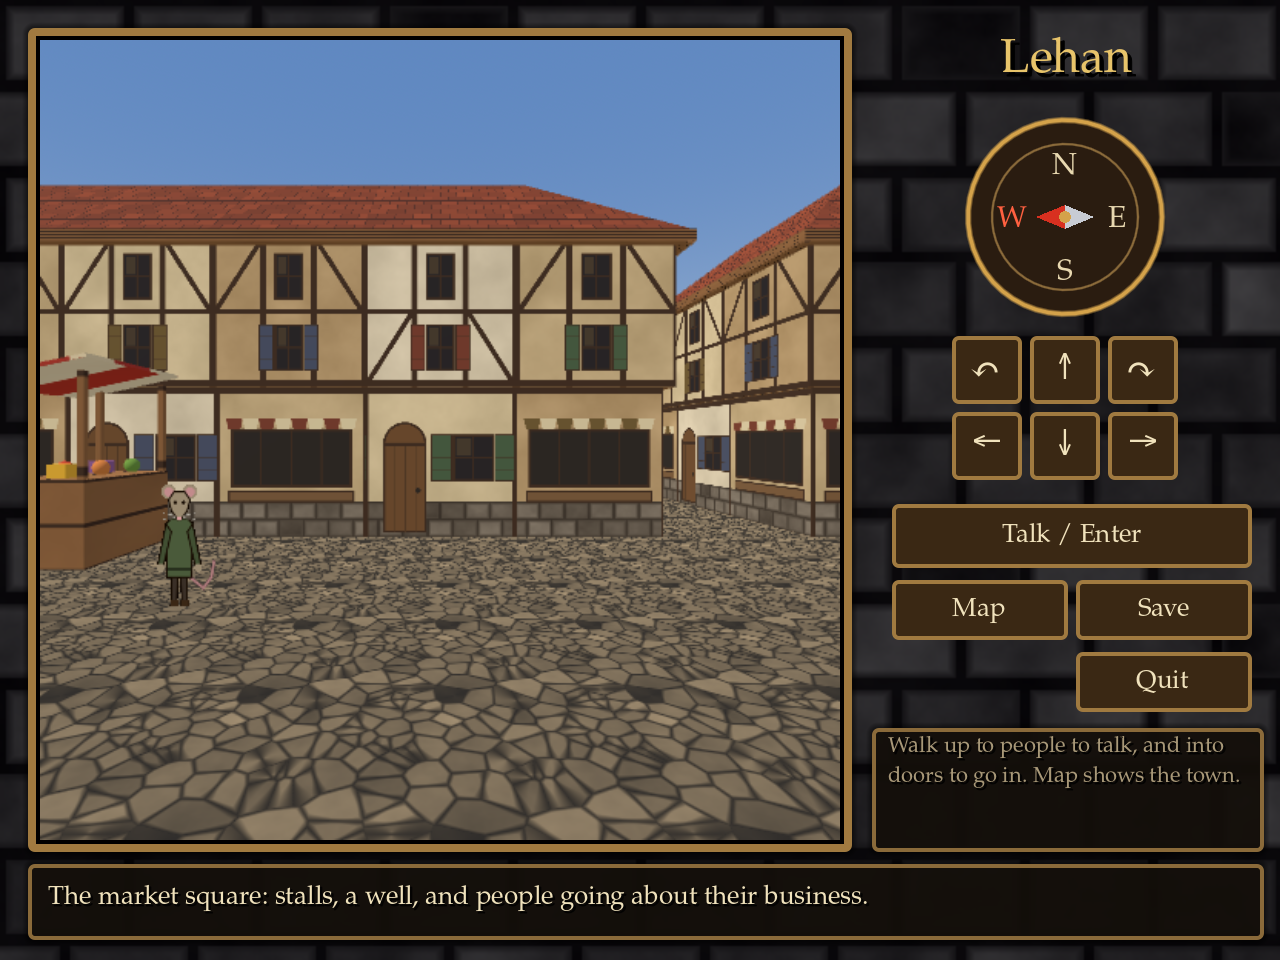 Lehan
N
W E
S
Talk / Enter
Map Save
Quit
Walk up to people to talk, and into
doors to go in. Map shows the town.
The market square: stalls, a well, and people going about their business.